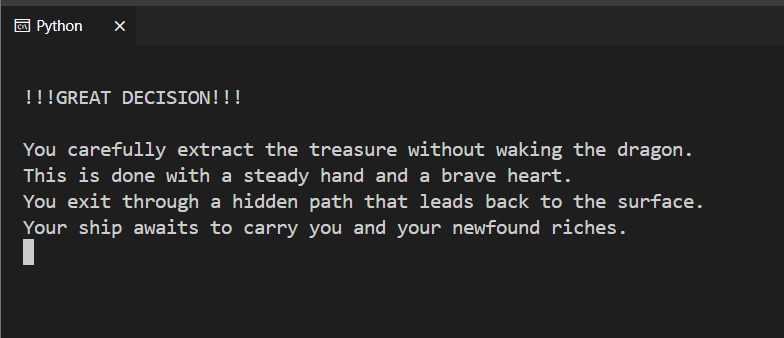 Python
!!!GREAT DECISION!!!
You carefully extract the treasure without waking the dragon.
This is done with a steady hand and a brave heart.
You exit through a hidden path that leads back to the surface.
Your ship awaits to carry you and your newfound riches.